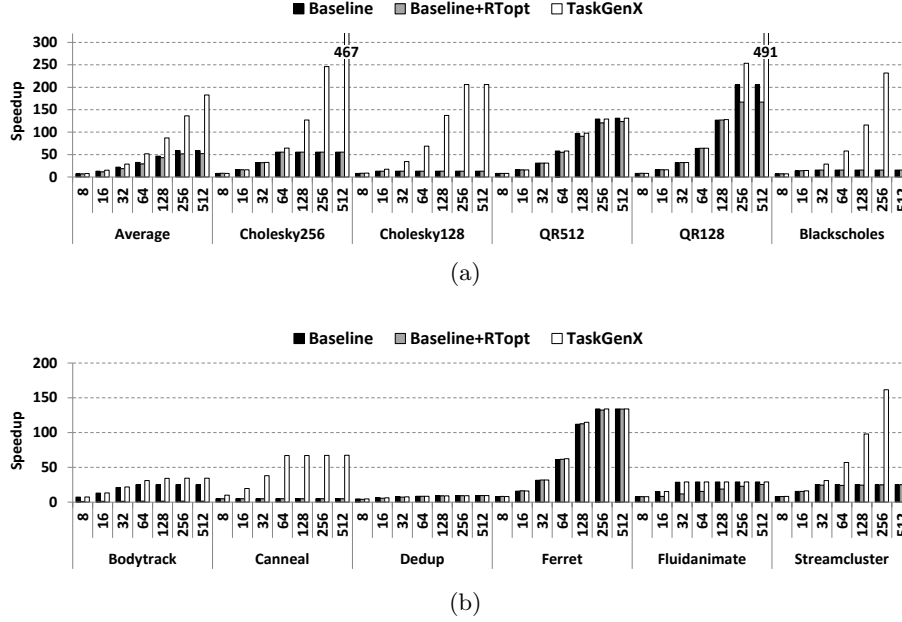 Baseline Baseline+RTopt TaskGenX
300
250
200
150
100
50
0
Speedup
467
491
8 16 32 64 128 256 512 8 16 32 64 128 256 512 8 16 32 64 128 256 512 8 16 32 64 128 256 512 8 16 32 64 128 256 512 8 16 32 64 128 256 512
Average Cholesky256 Cholesky128 QR512 QR128 Blackscholes
(a)
Baseline Baseline+RTopt TaskGenX
200
150
100
50
0
Speedup
8 16 32 64 128 256 512 8 16 32 64 128 256 512 8 16 32 64 128 256 512 8 16 32 64 128 256 512 8 16 32 64 128 256 512 8 16 32 64 128 256 512
Bodytrack Canneal Dedup Ferret Fluidanimate Streamcluster
(b)